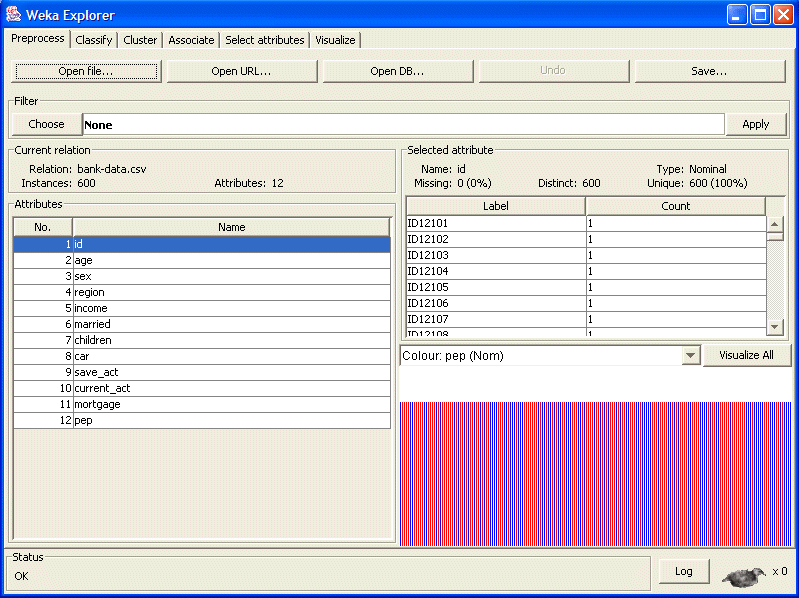 Weka Explorer
Preprocess Classify Cluster Associate Select attributes Visualize
Open file... Open URL... Open DB... Undo Save...
Filter
Choose None Apply
Current relation
Relation: bank-data.csv
Instances: 600 Attributes: 12
Attributes
No. Name
1 id
2 age
3 sex
4 region
5 income
6 married
7 children
8 car
9 save_act
10 current_act
11 mortgage
12 pep
Selected attribute
Name: id Type: Nominal
Missing: 0 (0%) Distinct: 600 Unique: 600 (100%)
Label Count
ID12101 1
ID12102 1
ID12103 1
ID12104 1
ID12105 1
ID12106 1
ID12107 1
ID12108 1
Colour: pep (Nom) Visualize All
Status
OK
Log x 0